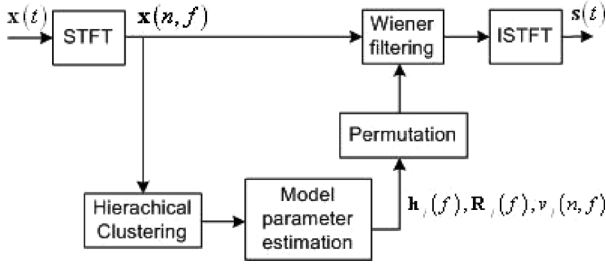 x(t)
STFT
x(n, f)
Wiener
filtering
ISTFT
s(t)
Permutation
Hierachical
Clustering
Model
parameter
estimation
h_j(f), R_j(f), v_j(n, f)